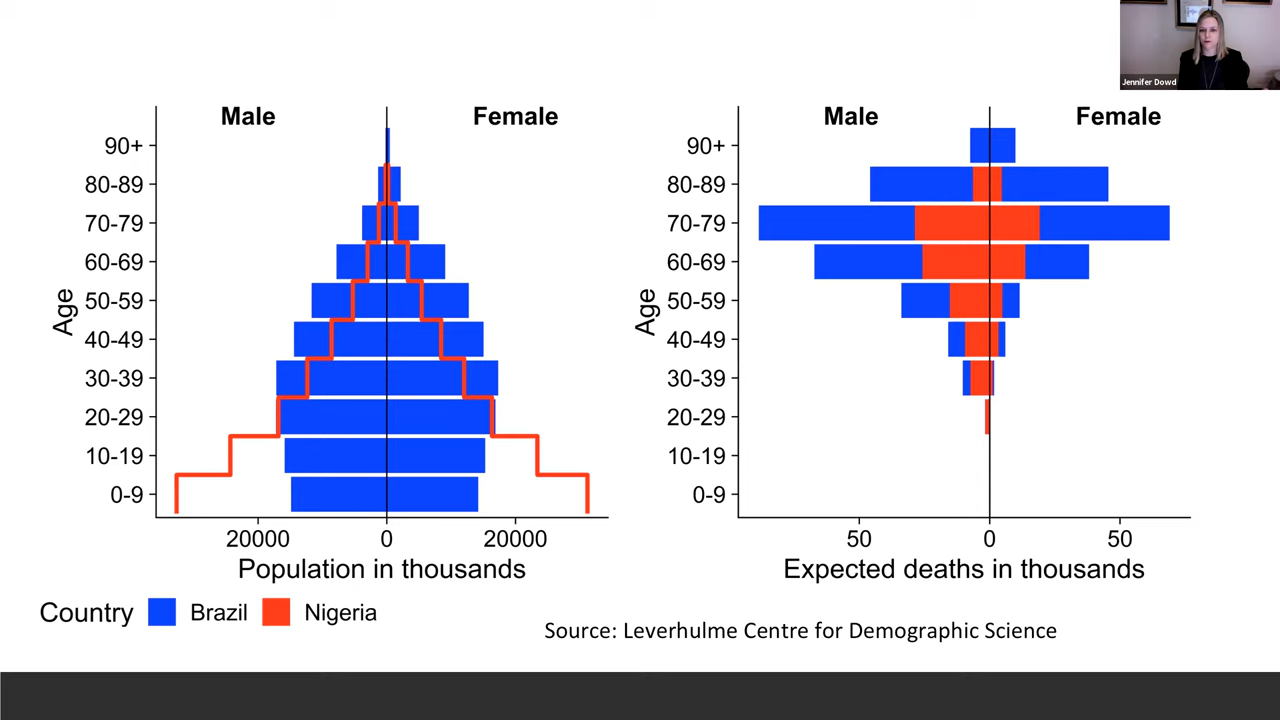 Jennifer Dowd
Male
Female
90+
80-89
70-79
60-69
50-59
40-49
30-39
20-29
10-19
0-9
Age
20000
0
20000
Population in thousands
Male
Female
90+
80-89
70-79
60-69
50-59
40-49
30-39
20-29
10-19
0-9
Age
50
0
50
Expected deaths in thousands
Country
Brazil
Nigeria
Source: Leverhulme Centre for Demographic Science